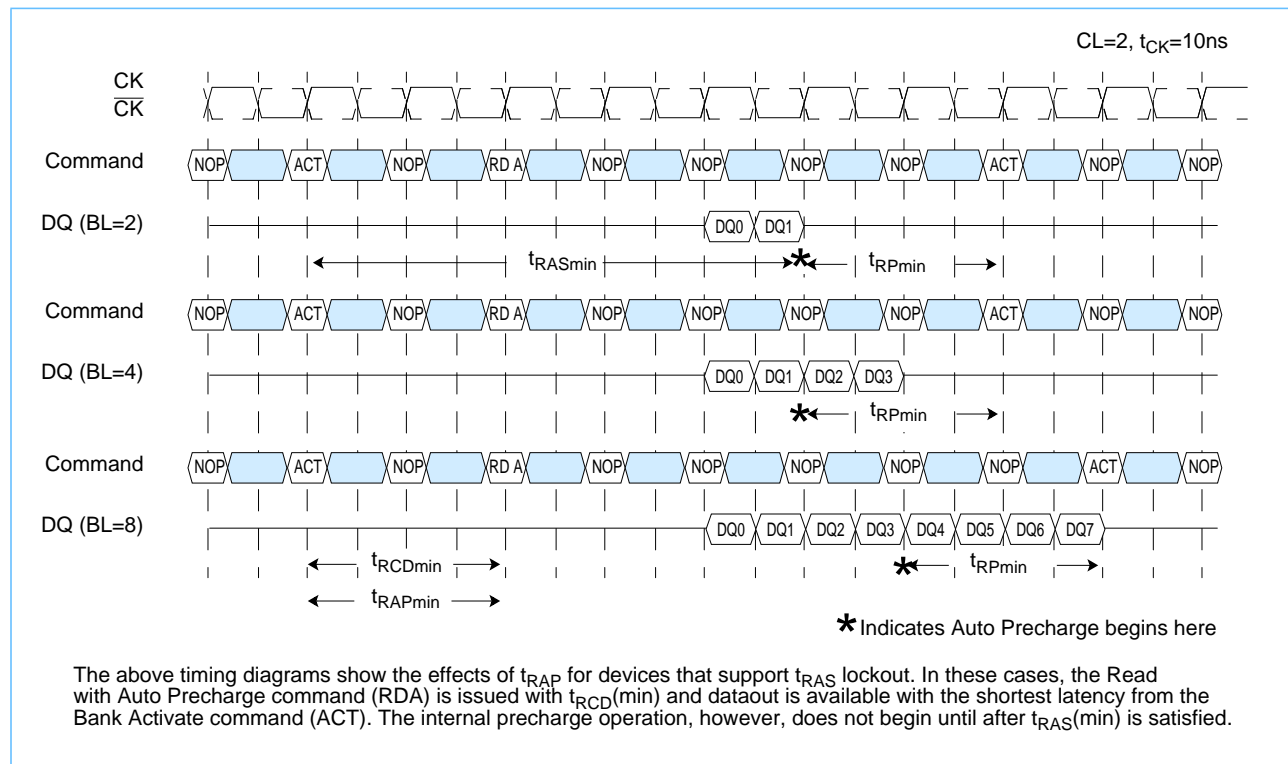 CL=2, tCK=10ns
CK
CK
Command NOP ACT NOP RD A NOP NOP NOP NOP ACT NOP NOP
DQ (BL=2) DQ0 DQ1
tRASmin * tRPmin
Command NOP ACT NOP RD A NOP NOP NOP NOP ACT NOP NOP
DQ (BL=4) DQ0 DQ1 DQ2 DQ3
* tRPmin
Command NOP ACT NOP RD A NOP NOP NOP NOP NOP ACT NOP
DQ (BL=8) DQ0 DQ1 DQ2 DQ3 DQ4 DQ5 DQ6 DQ7
tRCDmin * tRPmin
tRAPmin
* Indicates Auto Precharge begins here
The above timing diagrams show the effects of tRAP for devices that support tRAS lockout. In these cases, the Read
with Auto Precharge command (RDA) is issued with tRCD(min) and dataout is available with the shortest latency from the
Bank Activate command (ACT). The internal precharge operation, however, does not begin until after tRAS(min) is satisfied.